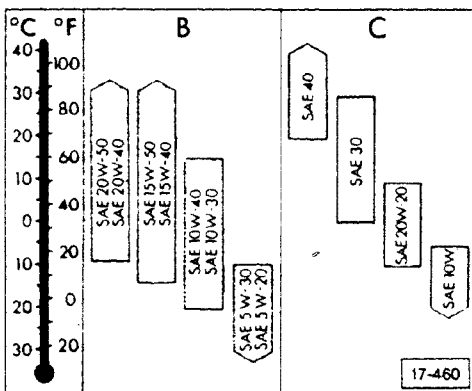 °C °F B C
40
100
30
80
20
60
10
40
0
20
10
0
20
30
20
SAE 20W-50
SAE 20W-40
SAE 15W-50
SAE 15W-40
SAE 10W-40
SAE 10W-30
SAE 5W-30
SAE 5W-20
SAE 40
SAE 30
SAE 20W-20
SAE 10W
17-460